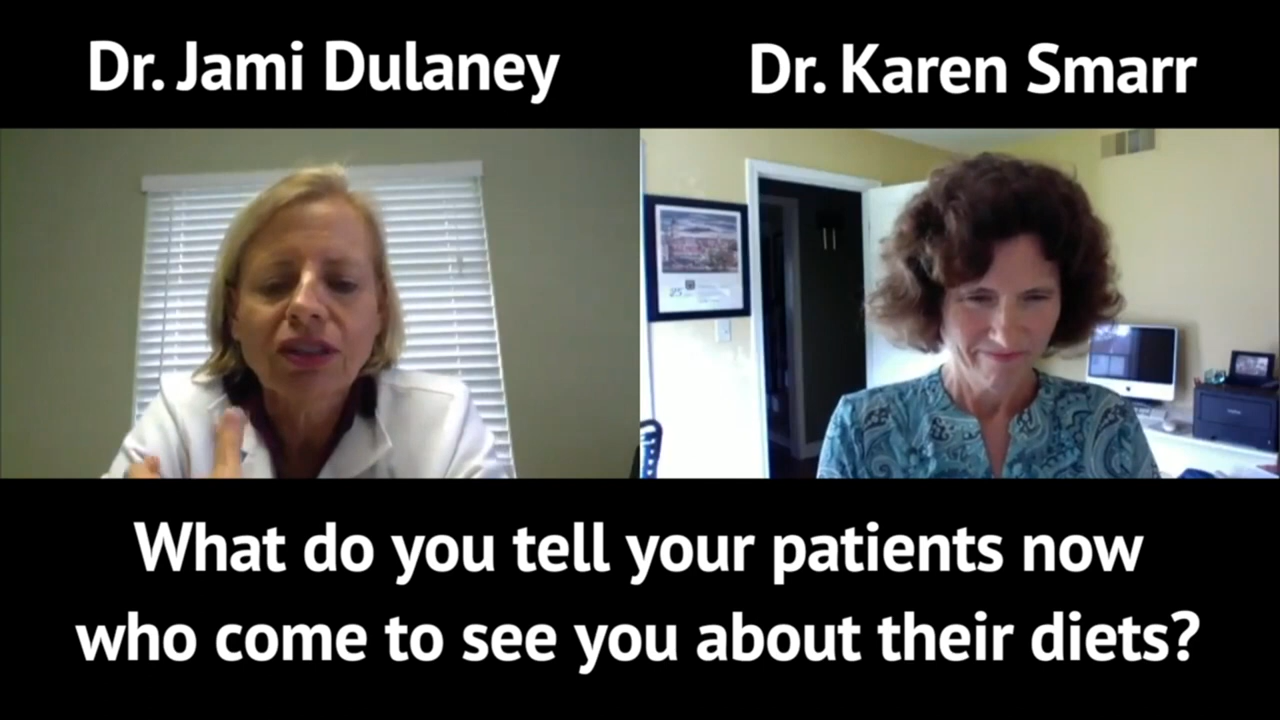 Dr. Jami Dulaney
Dr. Karen Smarr
25
What do you tell your patients now
who come to see you about their diets?